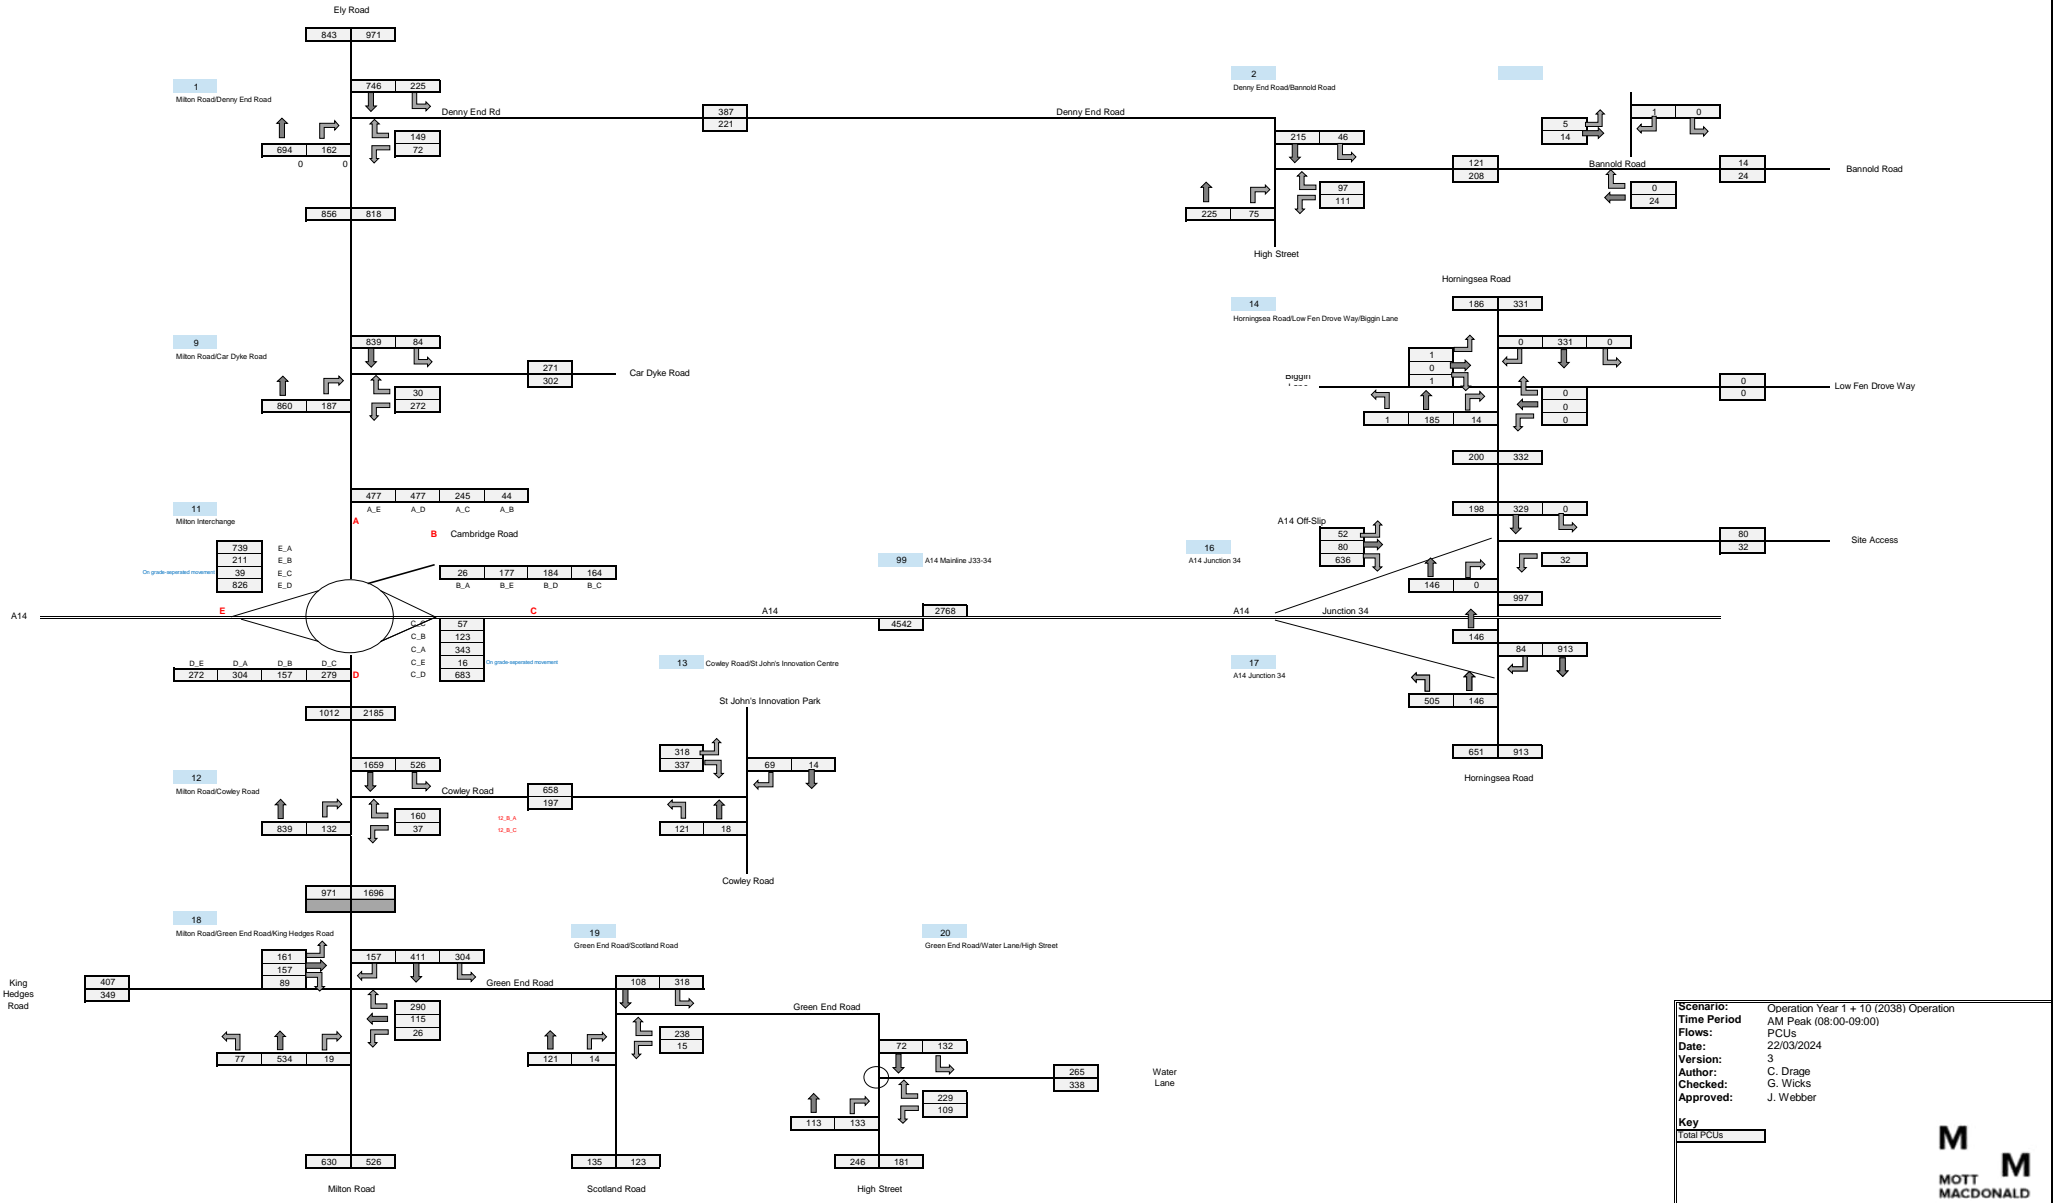 Ely Road
843 971
1
Milton Road/Denny End Road
746 225
Denny End Rd
149
72
694 162
0 0
387
221
Denny End Road
2
Denny End Road/Bannold Road
215 46
97
111
225 75
High Street
121
208
5
14
1 0
Bannold Road
0
24
14
24
Bannold Road
856 818
9
Milton Road/Car Dyke Road
839 84
30
272
860 187
271
302
Car Dyke Road
Horningsea Road
186 331
14
Horningsea Road/Low Fen Drove Way/Biggin Lane
0 331 0
1
0
1
Biggin
0
0
0
1 185 14
0
0
Low Fen Drove Way
200 332
477 477 245 44
A_E A_D A_C A_B
A
11
Milton Interchange
B Cambridge Road
739 E_A
211 E_B
On grade-seperated movement 39 E_C
826 E_D
26 177 184 164
B_A B_E B_D B_C
A14
E
C
A14
99 A14 Mainline J33-34
2768
4542
C_C 57
C_B 123
C_A 343
C_E 16 On grade-seperated movement
C_D 683
D_E D_A D_B D_C
272 304 157 279 D
198 329 0
A14 Off-Slip
52
80
636
16
A14 Junction 34
80
32
Site Access
32
146 0
997
A14 Junction 34
146
84 913
17
A14 Junction 34
505 146
651 913
Horningsea Road
1012 2185
13 Cowley Road/St John's Innovation Centre
St John's Innovation Park
318
337
69 14
121 18
Cowley Road
12
Milton Road/Cowley Road
1659 526
Cowley Road
160
37
839 132
658
197
12_B_A
12_B_C
971 1696
18
Milton Road/Green End Road/King Hedges Road
161
157
89
157 411 304
Green End Road
King
Hedges
Road
407
349
290
115
26
77 534 19
630 526
Milton Road
19
Green End Road/Scotland Road
108 318
238
15
121 14
135 123
Scotland Road
20
Green End Road/Water Lane/High Street
Green End Road
72 132
229
109
113 133
265
338
Water
Lane
246 181
High Street
Scenario: Operation Year 1 + 10 (2038) Operation
Time Period AM Peak (08:00-09:00)
Flows: PCUs
Date: 22/03/2024
Version: 3
Author: C. Drage
Checked: G. Wicks
Approved: J. Webber
Key
Total PCUs
M
M
MOTT
MACDONALD